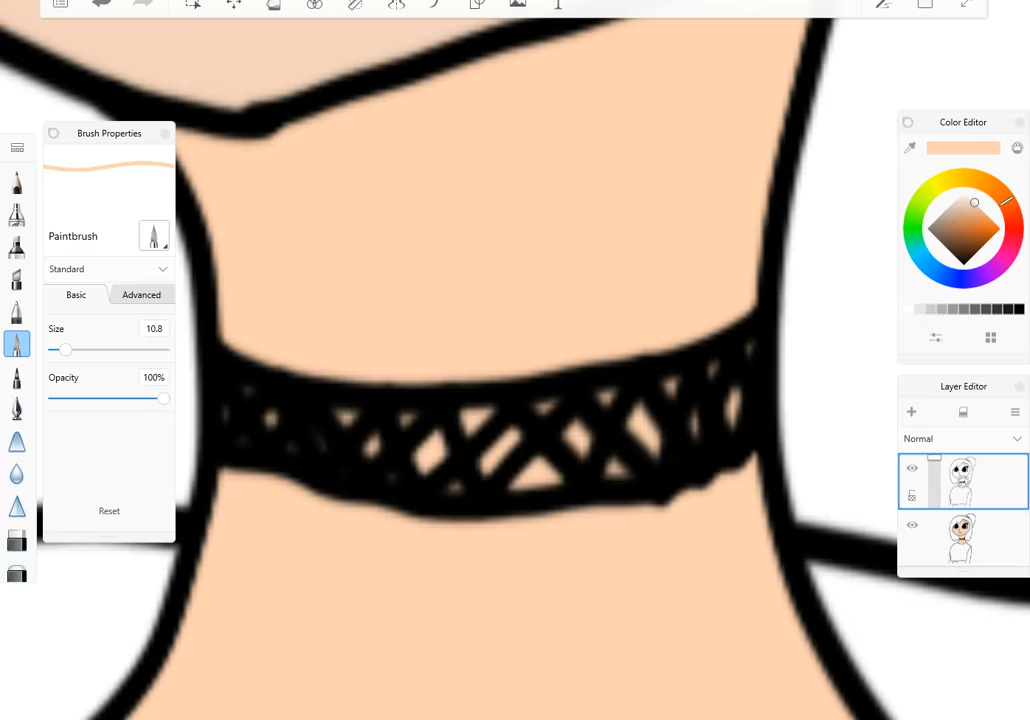 Brush Properties
Paintbrush
Standard
Basic
Advanced
Size
10.8
Opacity
100%
Reset
Color Editor
Layer Editor
Normal